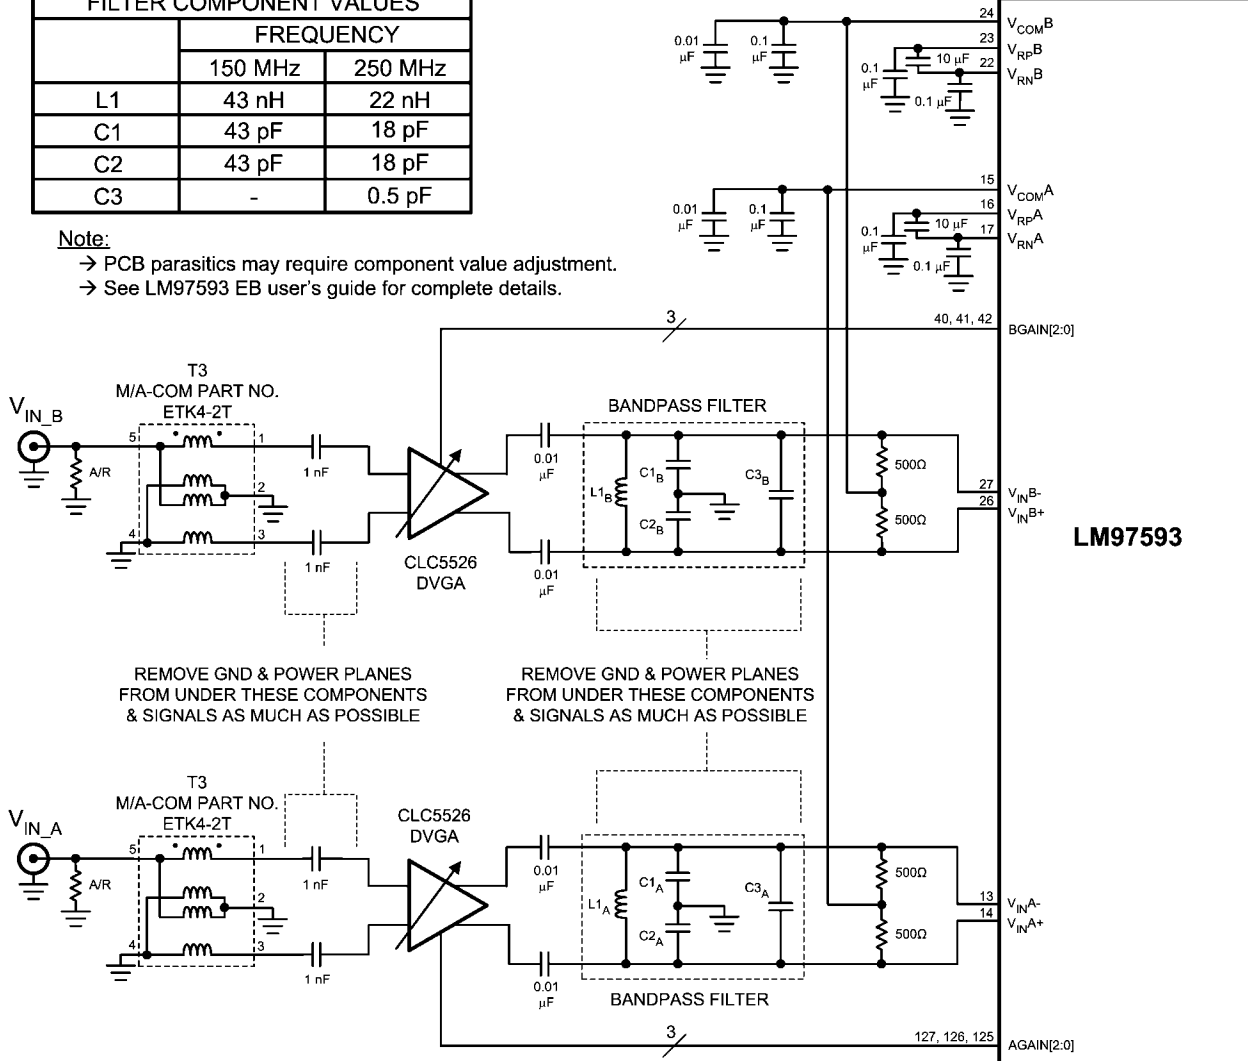 FILTER COMPONENT VALUES
FREQUENCY
150 MHz 250 MHz
L1 43 nH 22 nH
C1 43 pF 18 pF
C2 43 pF 18 pF
C3 - 0.5 pF
Note:
→ PCB parasitics may require component value adjustment.
→ See LM97593 EB user's guide for complete details.
0.01 µF
0.1 µF
24
VCOMB
23
VRPB
0.1 µF
10 µF
22
VRNB
0.1 µF
0.01 µF
0.1 µF
15
VCOMA
16
VRPA
0.1 µF
10 µF
17
VRNA
0.1 µF
3
40, 41, 42
BGAIN[2:0]
T3
M/A-COM PART NO.
ETK4-2T
VIN_B
A/R
5
1
2
4
3
1 nF
1 nF
CLC5526
DVGA
0.01 µF
0.01 µF
BANDPASS FILTER
L1B
C1B
C2B
C3B
500Ω
500Ω
27
VINB-
26
VINB+
LM97593
REMOVE GND & POWER PLANES
FROM UNDER THESE COMPONENTS
& SIGNALS AS MUCH AS POSSIBLE
REMOVE GND & POWER PLANES
FROM UNDER THESE COMPONENTS
& SIGNALS AS MUCH AS POSSIBLE
T3
M/A-COM PART NO.
ETK4-2T
VIN_A
A/R
5
1
2
4
3
1 nF
1 nF
CLC5526
DVGA
0.01 µF
0.01 µF
L1A
C1A
C2A
C3A
BANDPASS FILTER
500Ω
500Ω
13
VINA-
14
VINA+
3
127, 126, 125
AGAIN[2:0]